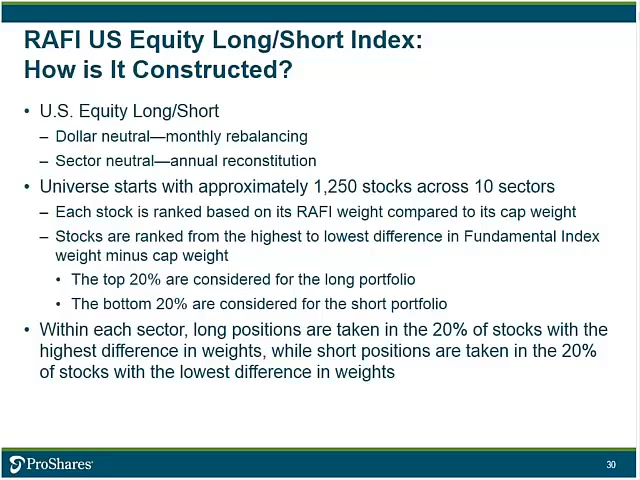 RAFI US Equity Long/Short Index:
How is It Constructed?
• U.S. Equity Long/Short
– Dollar neutral—monthly rebalancing
– Sector neutral—annual reconstitution
• Universe starts with approximately 1,250 stocks across 10 sectors
– Each stock is ranked based on its RAFI weight compared to its cap weight
– Stocks are ranked from the highest to lowest difference in Fundamental Index
weight minus cap weight
• The top 20% are considered for the long portfolio
• The bottom 20% are considered for the short portfolio
• Within each sector, long positions are taken in the 20% of stocks with the
highest difference in weights, while short positions are taken in the 20%
of stocks with the lowest difference in weights
ProShares
30